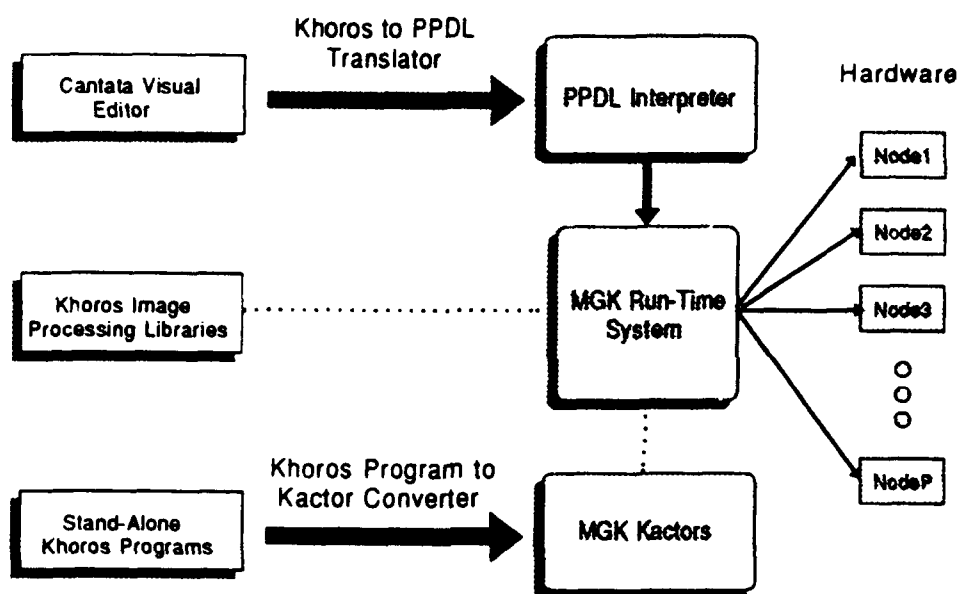 Khoros to PPDL
Translator
Cantata Visual
Editor
PPDL Interpreter
Hardware
Node1
Node2
Khoros Image
Processing Libraries
MGK Run-Time
System
Node3
Khoros Program to
Kactor Converter
NodeP
Stand-Alone
Khoros Programs
MGK Kactors